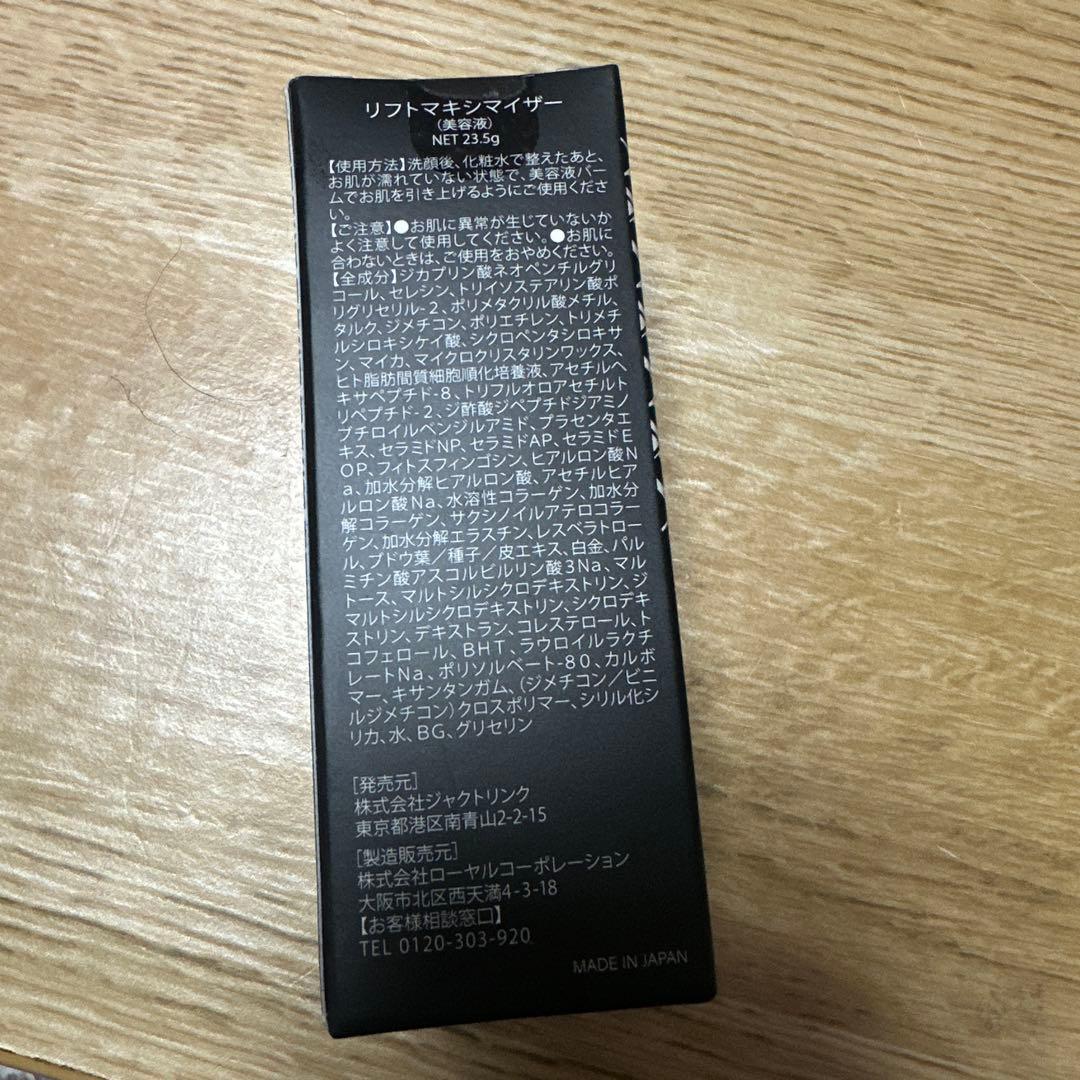 リフトマキシマイザー
（美容液）
NET 23.5g
【使用方法】洗顔後、化粧水で整えたあと、
お肌が濡れていない状態で、美容液バー
ムでお肌を引き上げるようにご使用くださ
い。
【ご注意】●お肌に異常が生じていないか
よく注意して使用してください。●お肌に
合わないときは、ご使用をおやめください。
【全成分】ジカプリン酸ネオペンチルグリ
コール、セレシン、トリイソステアリン酸ポ
リグリセリル-2、ポリメタクリル酸メチル、
タルク、ジメチコン、ポリエチレン、トリメチ
ルシロキシケイ酸、シクロペンタシロキサ
ン、マイカ、マイクロクリスタリンワックス、
ヒト脂肪間質細胞順化培養液、アセチルヘ
キサペプチド-8、トリフルオロアセチルト
リペプチド-2、ジ酢酸ジペプチドジアミノ
ブチロイルベンジルアミド、プラセンタエ
キス、セラミドNP、セラミドAP、セラミドE
OP、フィトスフィンゴシン、ヒアルロン酸N
a、加水分解ヒアルロン酸、アセチルヒア
ルロン酸Na、水溶性コラーゲン、加水分
解コラーゲン、サクシノイルアテロコラー
ゲン、加水分解エラスチン、レスベラトロー
ル、ブドウ葉／種子／皮エキス、白金、パル
ミチン酸アスコルビルリン酸3Na、マル
トース、マルトシルシクロデキストリン、ジ
マルトシルシクロデキストリン、シクロデキ
ストリン、デキストラン、コレステロール、ト
コフェロール、BHT、ラウロイルラクチ
レートNa、ポリソルベート-80、カルボ
マー、キサンタンガム、（ジメチコン／ビニ
ルジメチコン）クロスポリマー、シリル化シ
リカ、水、BG、グリセリン
［発売元］
株式会社ジャクトリンク
東京都港区南青山2-2-15
［製造販売元］
株式会社ローヤルコーポレーション
大阪市北区西天満4-3-18
【お客様相談窓口】
TEL 0120-303-920
MADE IN JAPAN